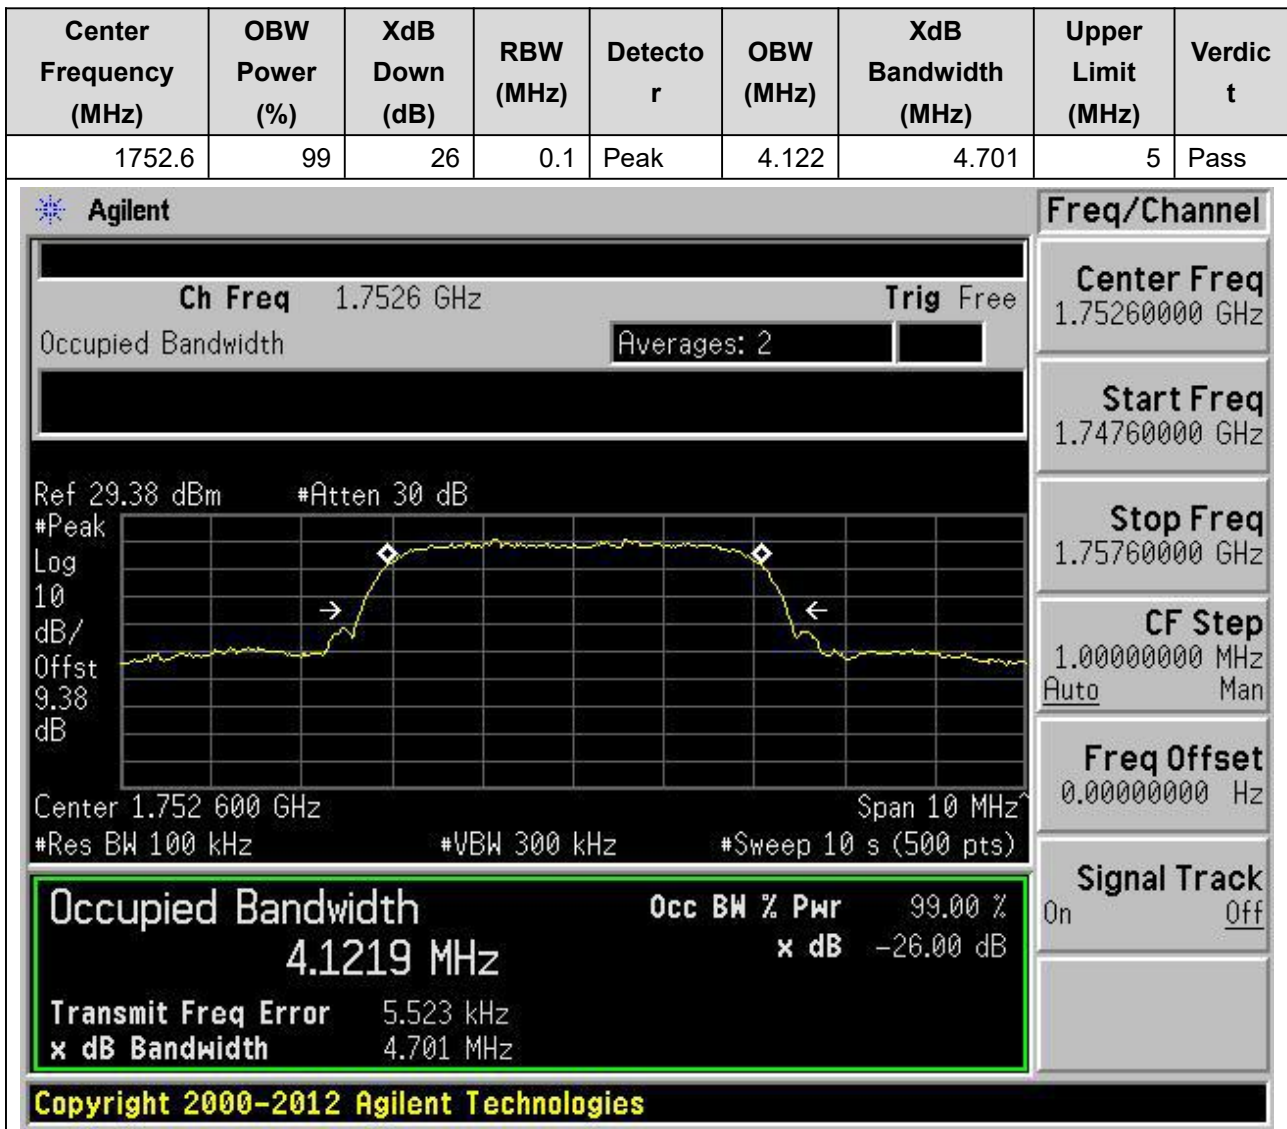 Center Frequency (MHz) OBW Power (%) XdB Down (dB) RBW (MHz) Detecto r OBW (MHz) XdB Bandwidth (MHz) Upper Limit (MHz) Verdic t
1752.6 99 26 0.1 Peak 4.122 4.701 5 Pass
Agilent
Freq/Channel
Ch Freq 1.7526 GHz Trig Free
Occupied Bandwidth Averages: 2
Ref 29.38 dBm #Atten 30 dB
#Peak
Log
10
dB/
Offst
9.38
dB
Center 1.752 600 GHz Span 10 MHz^
#Res BW 100 kHz #VBW 300 kHz #Sweep 10 s (500 pts)
Occupied Bandwidth Occ BW % Pwr 99.00 %
4.1219 MHz x dB -26.00 dB
Transmit Freq Error 5.523 kHz
x dB Bandwidth 4.701 MHz
Center Freq
1.75260000 GHz
Start Freq
1.74760000 GHz
Stop Freq
1.75760000 GHz
CF Step
1.00000000 MHz
Auto Man
Freq Offset
0.00000000 Hz
Signal Track
On Off
Copyright 2000-2012 Agilent Technologies